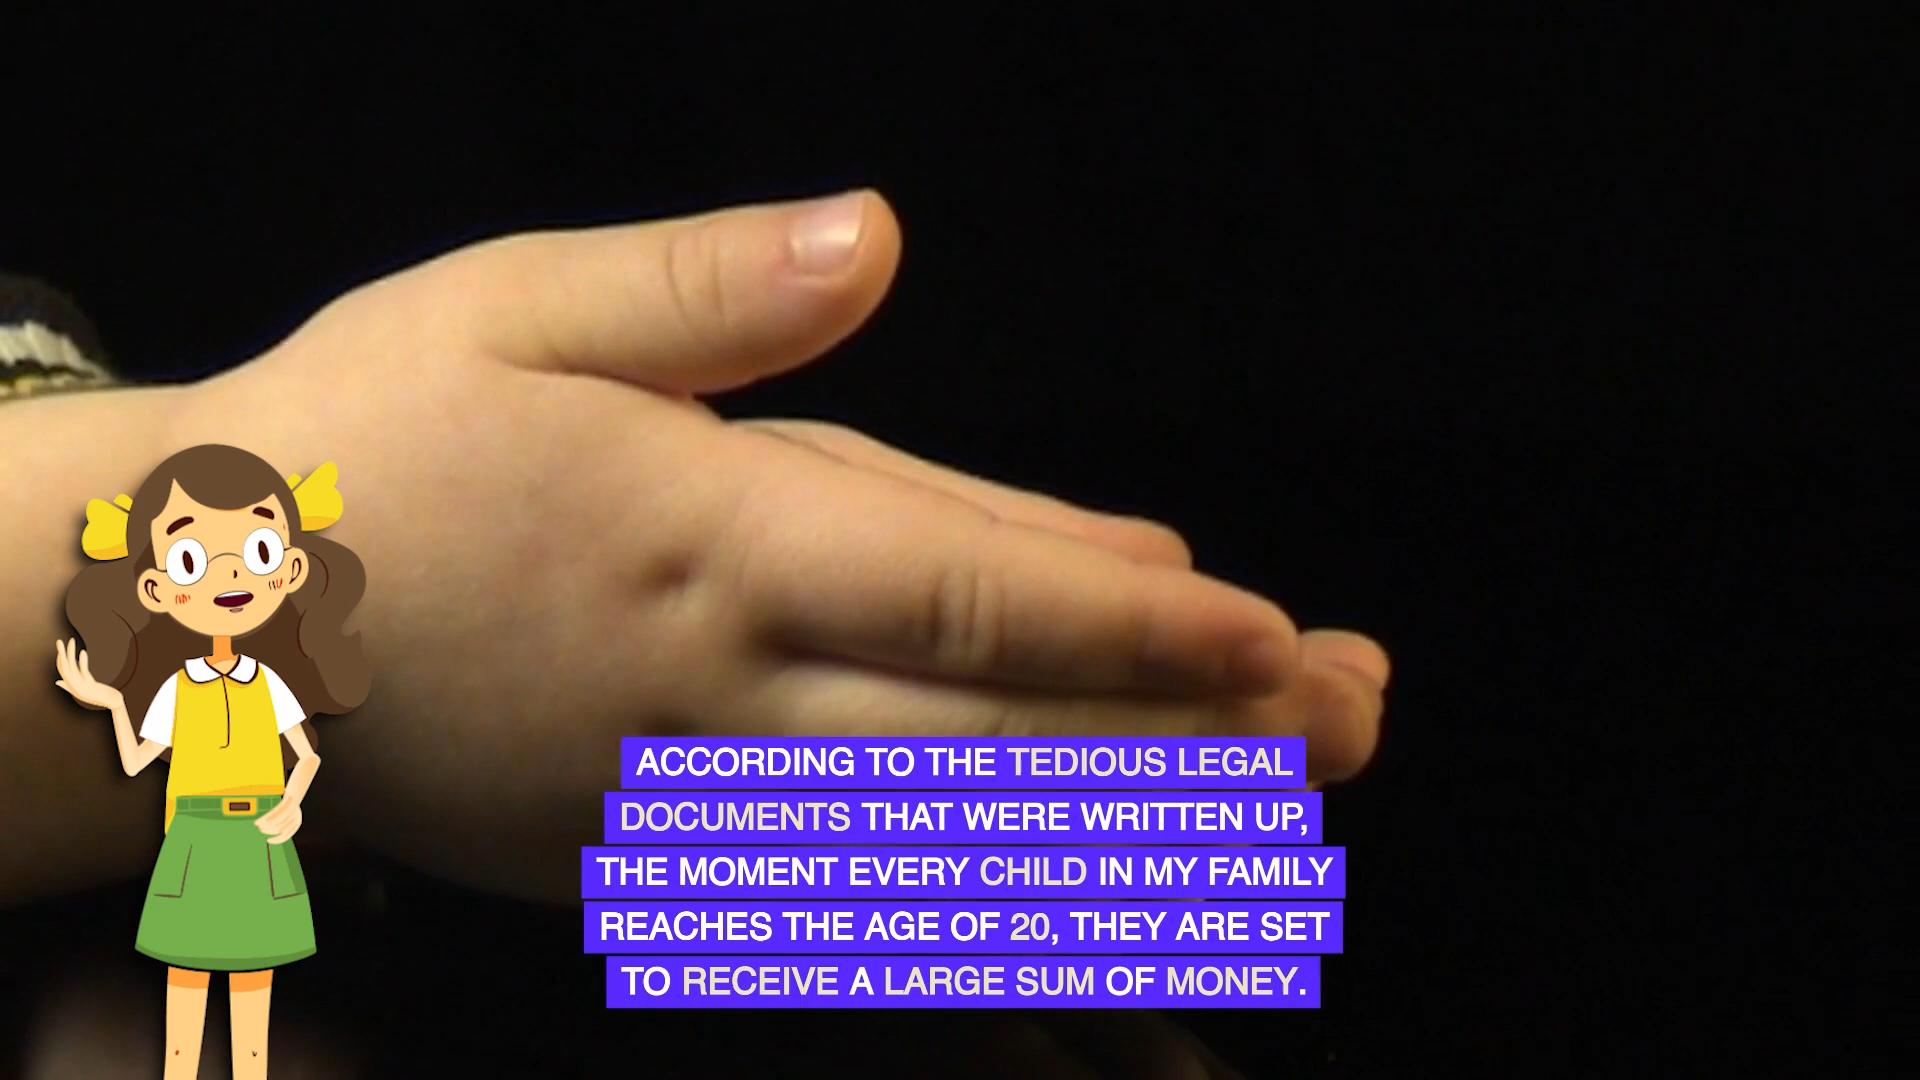 ACCORDING TO THE TEDIOUS LEGAL
DOCUMENTS THAT WERE WRITTEN UP,
THE MOMENT EVERY CHILD IN MY FAMILY
REACHES THE AGE OF 20, THEY ARE SET
TO RECEIVE A LARGE SUM OF MONEY.